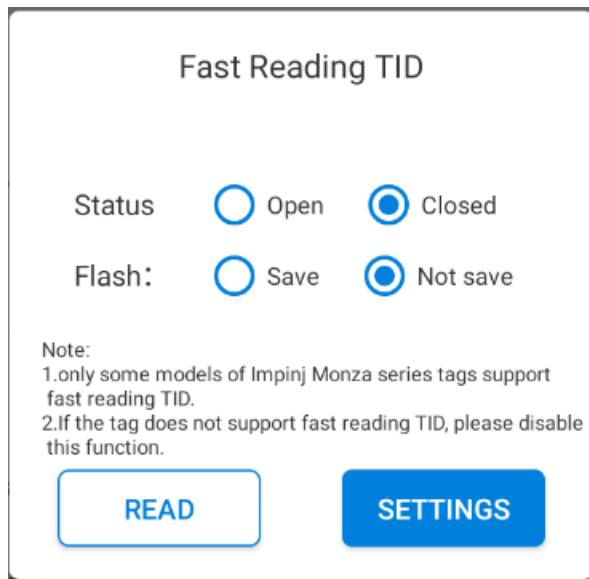 Fast Reading TID
Status Open Closed
Flash: Save Not save
Note:
1.only some models of Impinj Monza series tags support
fast reading TID.
2.If the tag does not support fast reading TID, please disable
this function.
READ SETTINGS